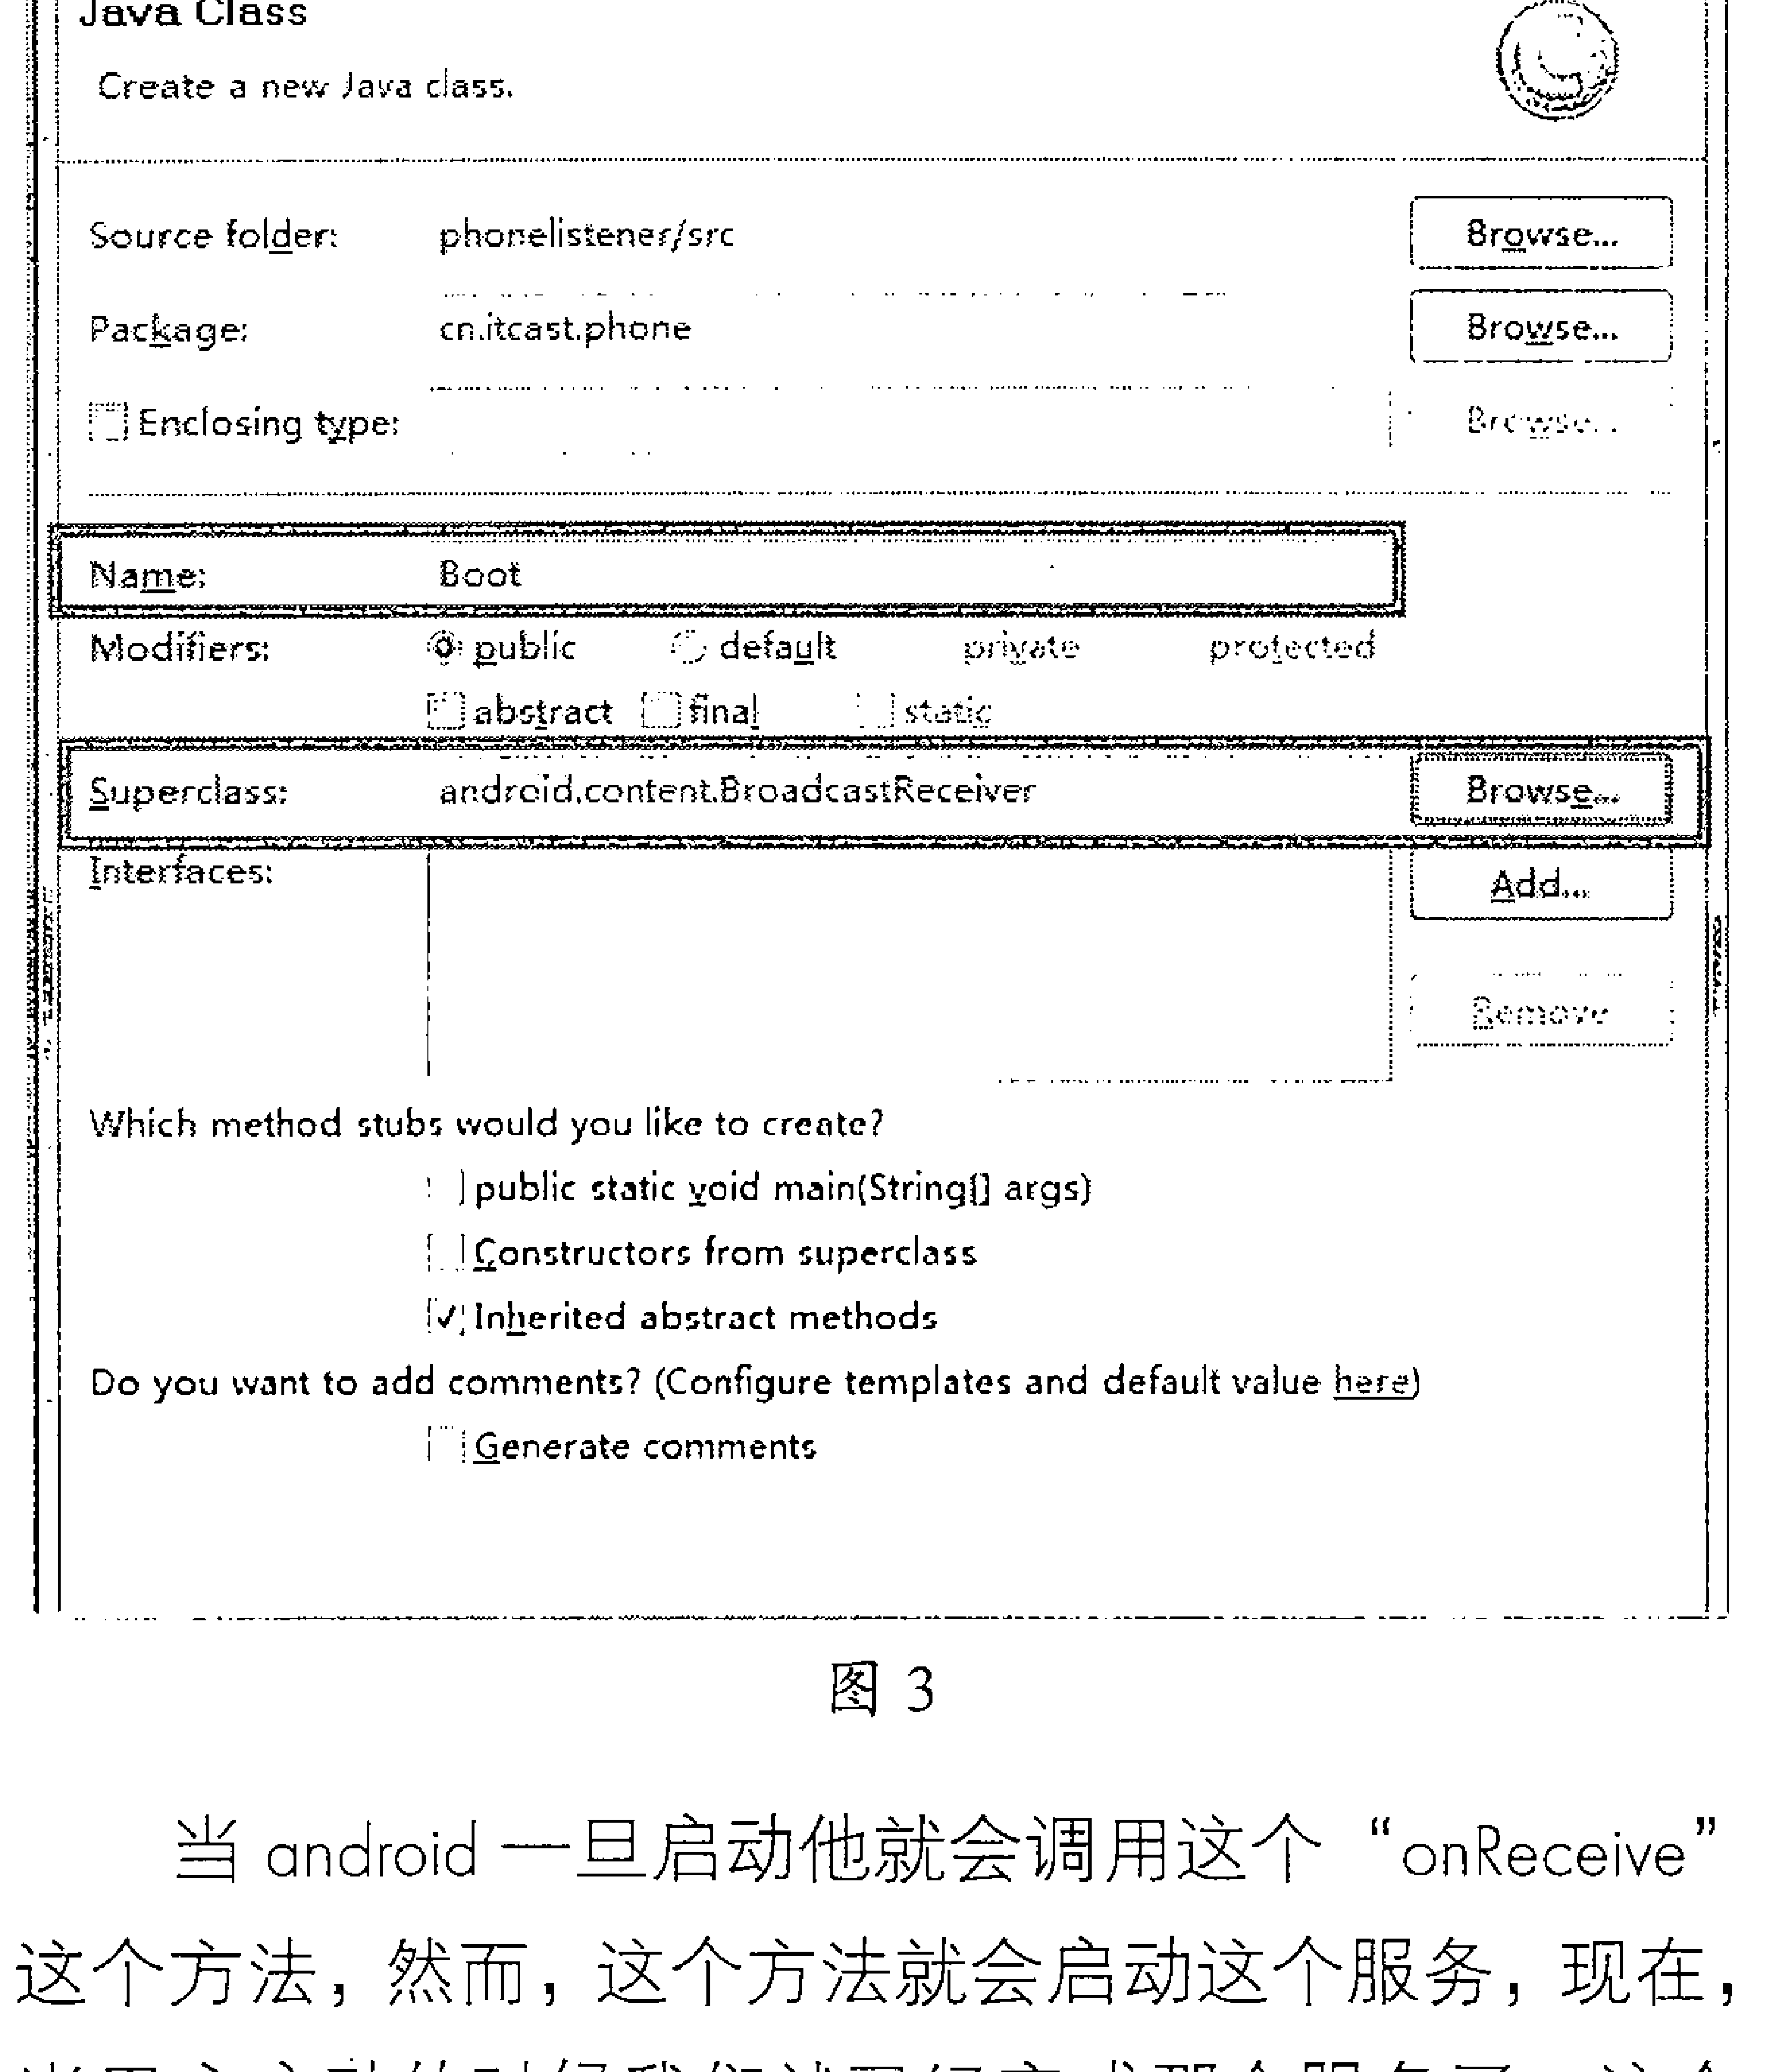 Java Class
Create a new Java class.
Source folder: phonelistener/src Browse...
Package: cn.itcast.phone Browse...
Enclosing type: Browse...
Name: Boot
Modifiers: public default private protected
abstract final static
Superclass: android.content.BroadcastReceiver Browse...
Interfaces: Add...
Remove
Which method stubs would you like to create?
public static void main(String[] args)
Constructors from superclass
Inherited abstract methods
Do you want to add comments? (Configure templates and default value here)
Generate comments
图 3
当 android 一旦启动他就会调用这个 “onReceive”
这个方法，然而，这个方法就会启动这个服务，现在，